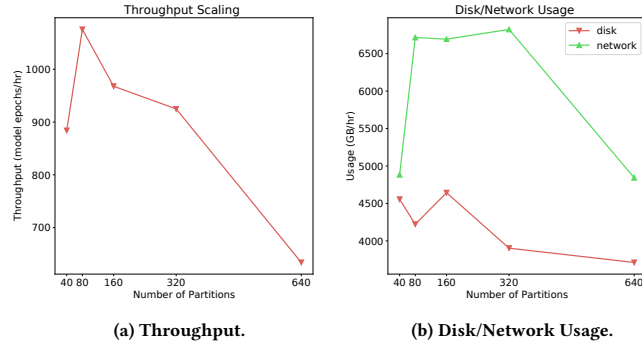 Throughput Scaling
Throughput (model epochs/hr)
1000
900
800
700
40 80 160 320 640
Number of Partitions
(a) Throughput.
Disk/Network Usage
disk
network
Usage (GB/hr)
6500
6000
5500
5000
4500
4000
40 80 160 320 640
Number of Partitions
(b) Disk/Network Usage.